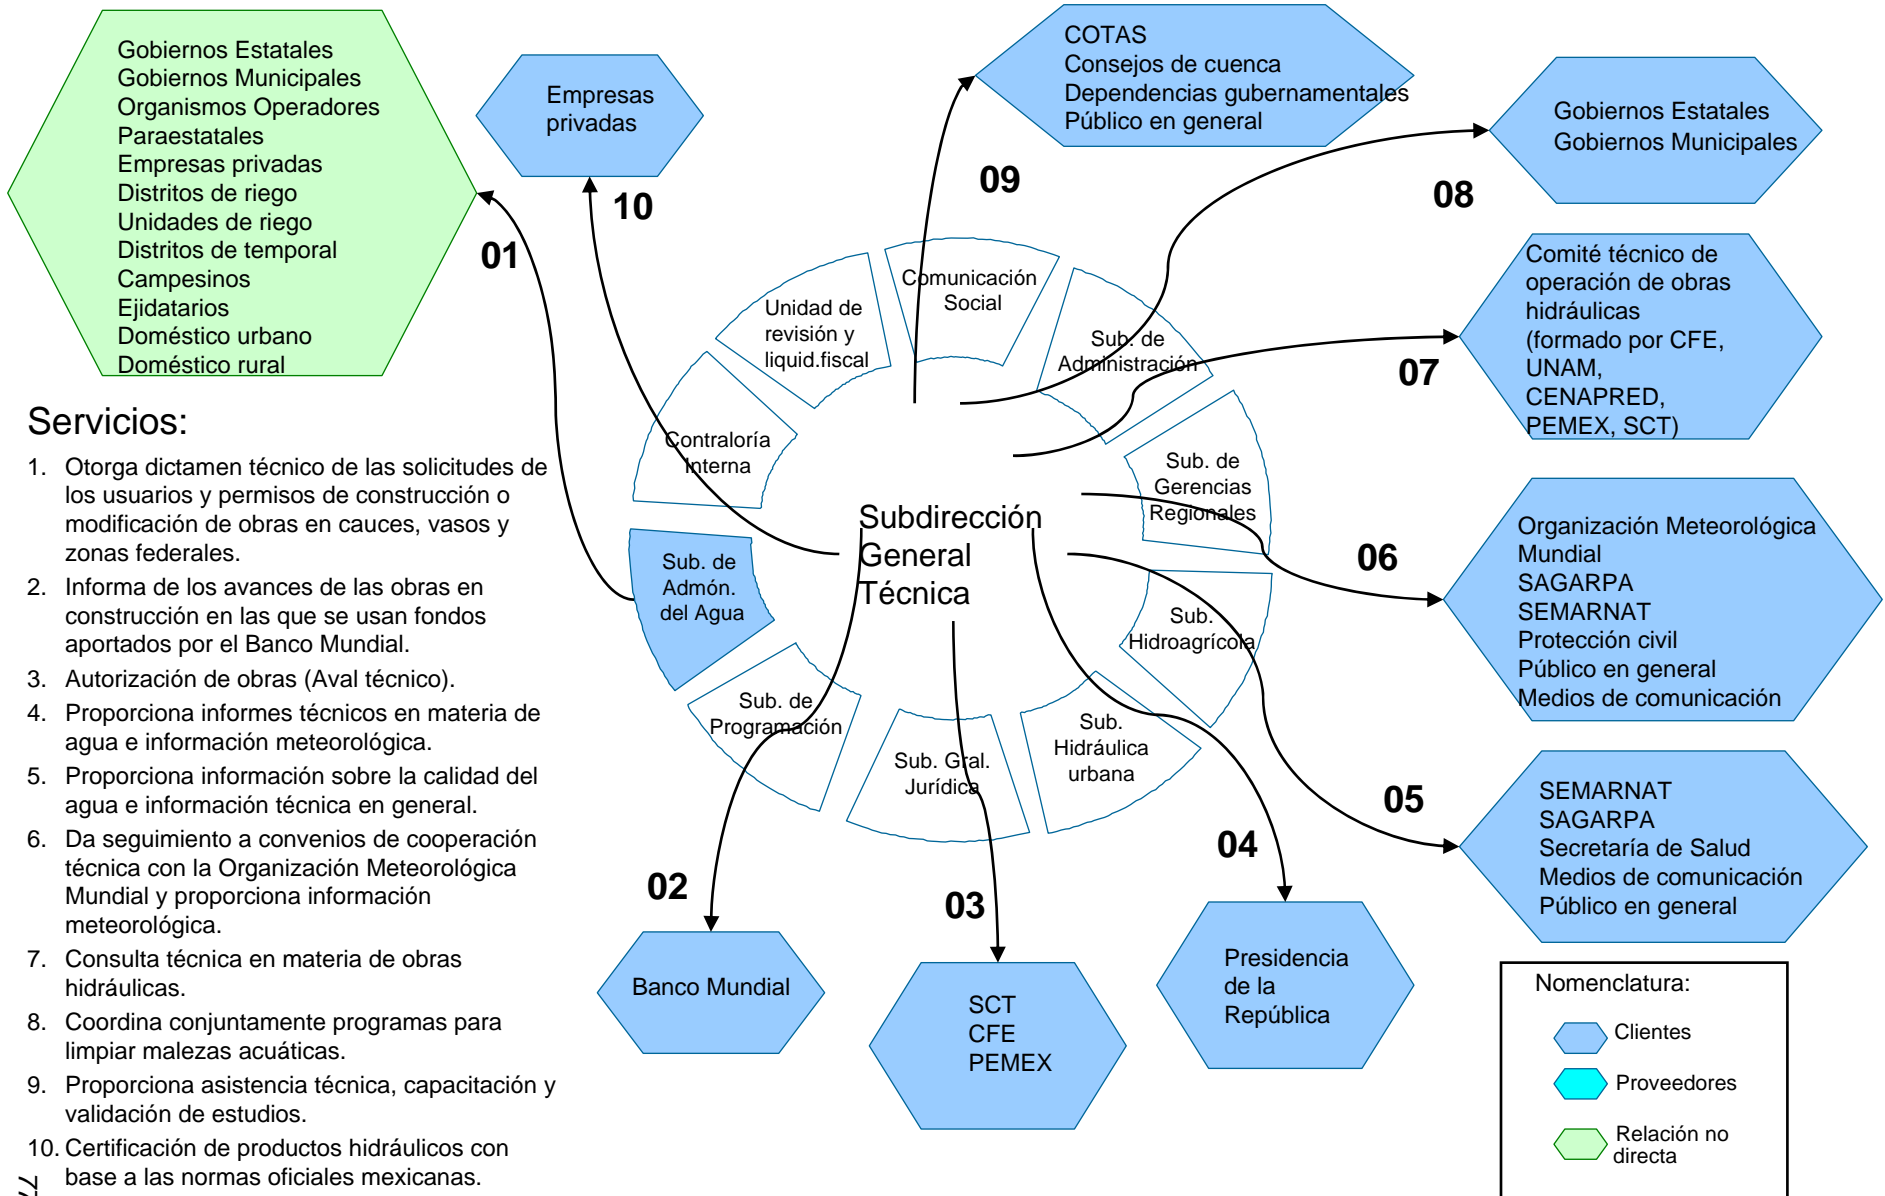 Gobiernos Estatales
Gobiernos Municipales
Organismos Operadores
Paraestatales
Empresas privadas
Distritos de riego
Unidades de riego
Distritos de temporal
Campesinos
Ejidatarios
Doméstico urbano
Doméstico rural
01
Empresas
privadas
10
COTAS
Consejos de cuenca
Dependencias gubernamentales
Público en general
09
Gobiernos Estatales
Gobiernos Municipales
08
Comité técnico de
operación de obras
hidráulicas
(formado por CFE,
UNAM,
CENAPRED,
PEMEX, SCT)
07
Organización Meteorológica
Mundial
SAGARPA
SEMARNAT
Protección civil
Público en general
Medios de comunicación
06
SEMARNAT
SAGARPA
Secretaría de Salud
Medios de comunicación
Público en general
05
Presidencia
de la
República
04
SCT
CFE
PEMEX
03
Banco Mundial
02
Subdirección
General
Técnica
Comunicación
Social
Sub. de
Administración
Sub. de
Gerencias
Regionales
Sub.
Hidroagrícola
Sub.
Hidráulica
urbana
Sub. Gral.
Jurídica
Sub. de
Programación
Sub. de
Admón.
del Agua
Contraloría
Interna
Unidad de
revisión y
liquid.fiscal
Servicios:
1. Otorga dictamen técnico de las solicitudes de
los usuarios y permisos de construcción o
modificación de obras en cauces, vasos y
zonas federales.
2. Informa de los avances de las obras en
construcción en las que se usan fondos
aportados por el Banco Mundial.
3. Autorización de obras (Aval técnico).
4. Proporciona informes técnicos en materia de
agua e información meteorológica.
5. Proporciona información sobre la calidad del
agua e información técnica en general.
6. Da seguimiento a convenios de cooperación
técnica con la Organización Meteorológica
Mundial y proporciona información
meteorológica.
7. Consulta técnica en materia de obras
hidráulicas.
8. Coordina conjuntamente programas para
limpiar malezas acuáticas.
9. Proporciona asistencia técnica, capacitación y
validación de estudios.
10. Certificación de productos hidráulicos con
base a las normas oficiales mexicanas.
Nomenclatura:
Clientes
Proveedores
Relación no
directa